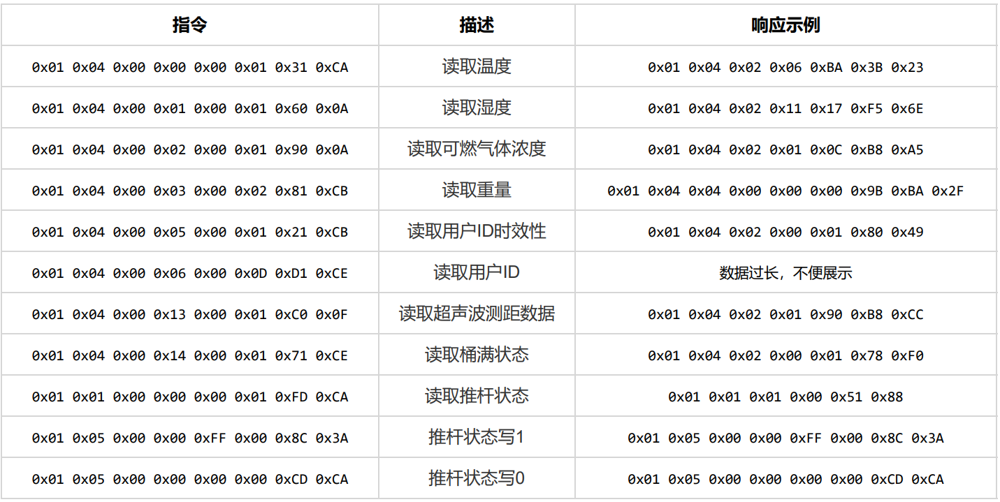 指令 描述 响应示例
0x01 0x04 0x00 0x00 0x00 0x01 0x31 0xCA 读取温度 0x01 0x04 0x02 0x06 0xBA 0x3B 0x23
0x01 0x04 0x00 0x01 0x00 0x01 0x60 0x0A 读取湿度 0x01 0x04 0x02 0x11 0x17 0xF5 0x6E
0x01 0x04 0x00 0x02 0x00 0x01 0x90 0x0A 读取可燃气体浓度 0x01 0x04 0x02 0x01 0x0C 0xB8 0xA5
0x01 0x04 0x00 0x03 0x00 0x02 0x81 0xCB 读取重量 0x01 0x04 0x04 0x00 0x00 0x00 0x9B 0xBA 0x2F
0x01 0x04 0x00 0x05 0x00 0x01 0x21 0xCB 读取用户ID时效性 0x01 0x04 0x02 0x00 0x01 0x80 0x49
0x01 0x04 0x00 0x06 0x00 0x0D 0xD1 0xCE 读取用户ID 数据过长，不便展示
0x01 0x04 0x00 0x13 0x00 0x01 0xC0 0x0F 读取超声波测距数据 0x01 0x04 0x02 0x01 0x90 0xB8 0xCC
0x01 0x04 0x00 0x14 0x00 0x01 0x71 0xCE 读取桶满状态 0x01 0x04 0x02 0x00 0x01 0x78 0xF0
0x01 0x01 0x00 0x00 0x00 0x01 0xFD 0xCA 读取推杆状态 0x01 0x01 0x01 0x00 0x51 0x88
0x01 0x05 0x00 0x00 0xFF 0x00 0x8C 0x3A 推杆状态写1 0x01 0x05 0x00 0x00 0xFF 0x00 0x8C 0x3A
0x01 0x05 0x00 0x00 0x00 0x00 0xCD 0xCA 推杆状态写0 0x01 0x05 0x00 0x00 0x00 0x00 0xCD 0xCA